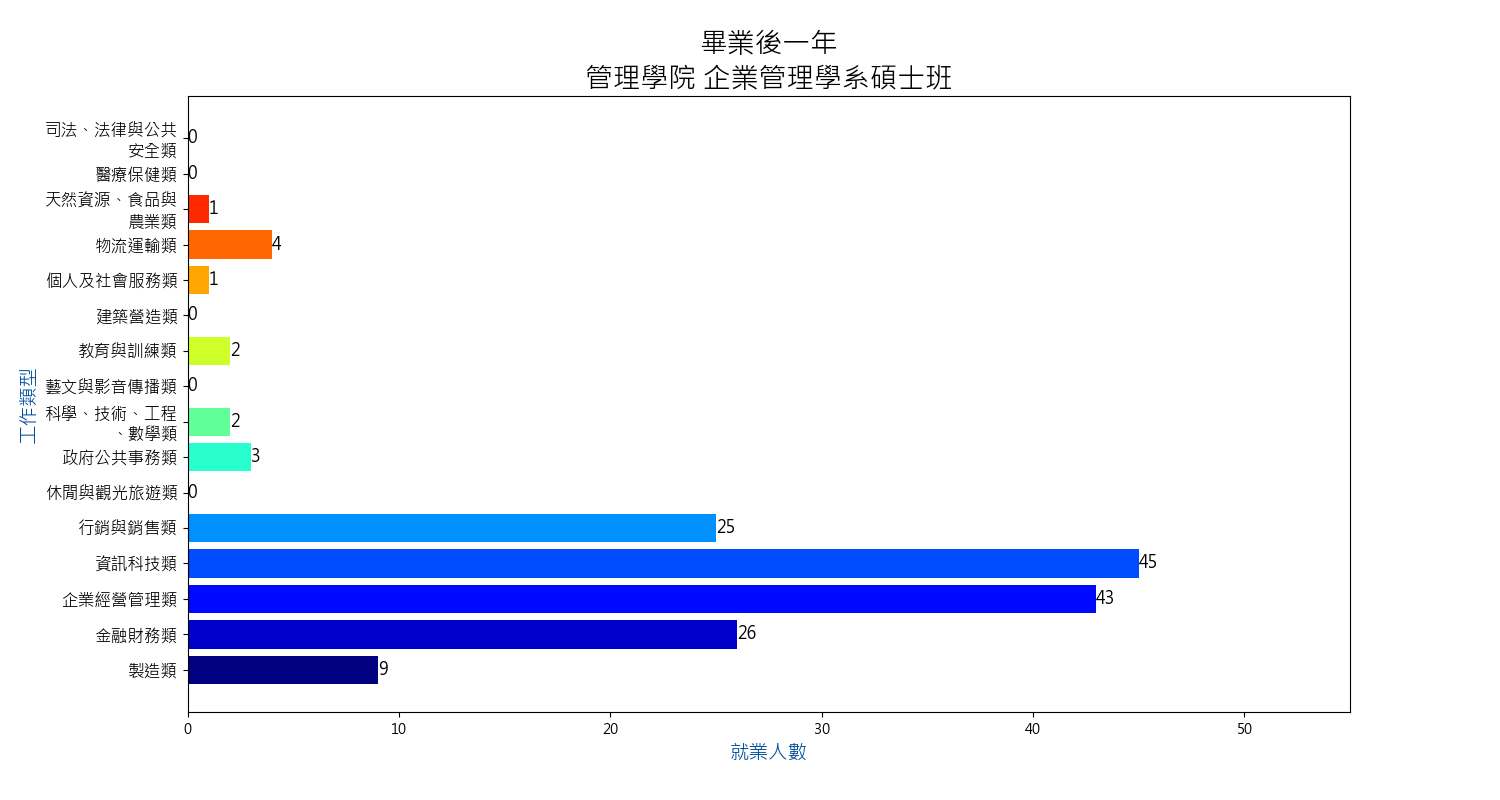 畢業後一年
管理學院 企業管理學系碩士班
司法、法律與公共
安全類
0
醫療保健類
0
天然資源、食品與
農業類
1
物流運輸類
4
個人及社會服務類
1
建築營造類
0
教育與訓練類
2
藝文與影音傳播類
0
科學、技術、工程
、數學類
2
政府公共事務類
3
休閒與觀光旅遊類
0
行銷與銷售類
25
資訊科技類
45
企業經營管理類
43
金融財務類
26
製造類
9
工作類型
0 10 20 30 40 50
就業人數